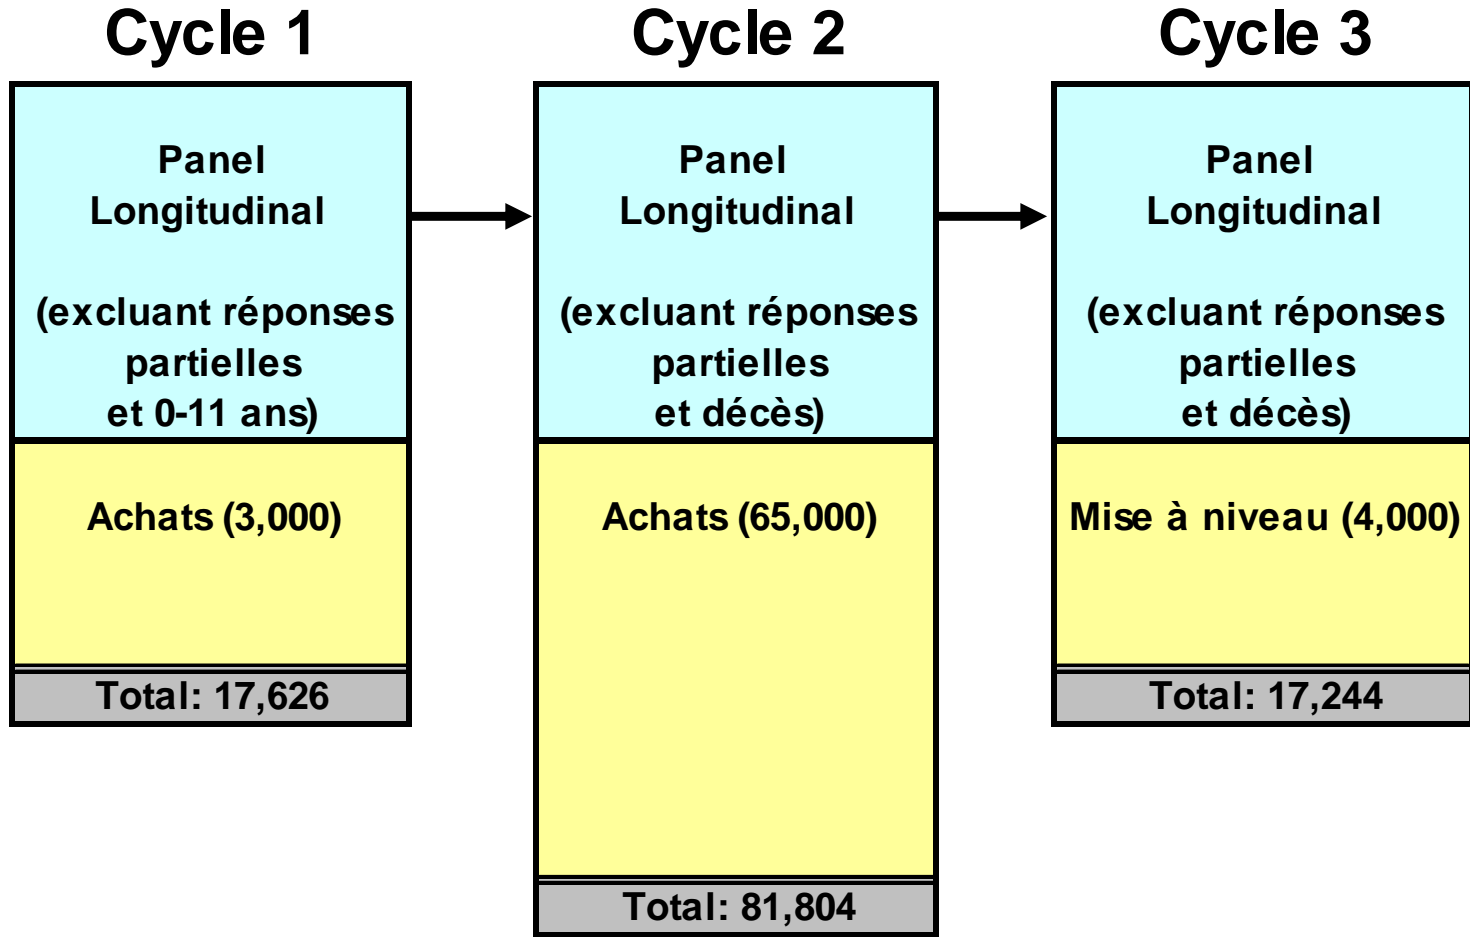 Cycle 1
Panel
Longitudinal
(excluant réponses
partielles
et 0-11 ans)
Achats (3,000)
Total: 17,626
Cycle 2
Panel
Longitudinal
(excluant réponses
partielles
et décès)
Achats (65,000)
Total: 81,804
Cycle 3
Panel
Longitudinal
(excluant réponses
partielles
et décès)
Mise à niveau (4,000)
Total: 17,244